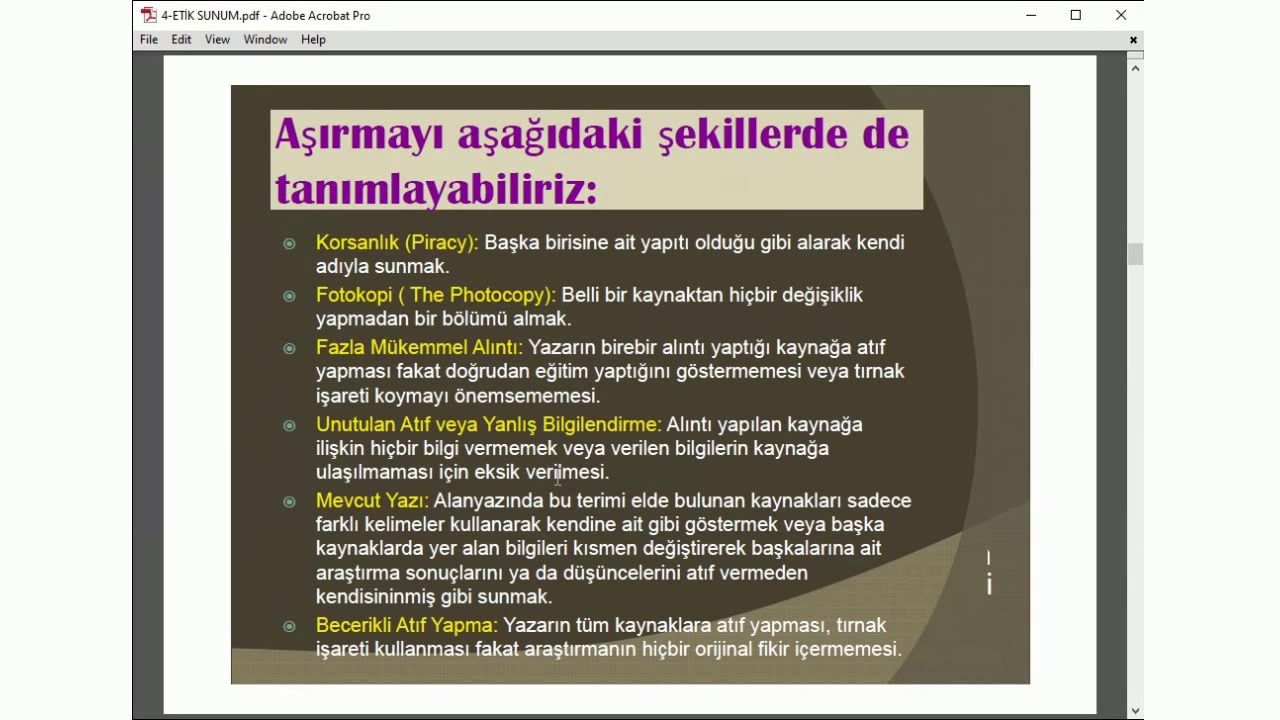 4-ETİK SUNUM.pdf - Adobe Acrobat Pro
File Edit View Window Help
Aşırmayı aşağıdaki şekillerde de
tanımlayabiliriz:
Korsanlık (Piracy): Başka birisine ait yapıtı olduğu gibi alarak kendi
adıyla sunmak.
Fotokopi ( The Photocopy): Belli bir kaynaktan hiçbir değişiklik
yapmadan bir bölümü almak.
Fazla Mükemmel Alıntı: Yazarın birebir alıntı yaptığı kaynağa atıf
yapması fakat doğrudan eğitim yaptığını göstermemesi veya tırnak
işareti koymayı önemsememesi.
Unutulan Atıf veya Yanlış Bilgilendirme: Alıntı yapılan kaynağa
ilişkin hiçbir bilgi vermemek veya verilen bilgilerin kaynağa
ulaşılmaması için eksik verilmesi.
Mevcut Yazı: Alanyazında bu terimi elde bulunan kaynakları sadece
farklı kelimeler kullanarak kendine ait gibi göstermek veya başka
kaynaklarda yer alan bilgileri kısmen değiştirerek başkalarına ait
araştırma sonuçlarını ya da düşüncelerini atıf vermeden
kendisininmiş gibi sunmak.
Becerikli Atıf Yapma: Yazarın tüm kaynaklara atıf yapması, tırnak
işareti kullanması fakat araştırmanın hiçbir orijinal fikir içermemesi.